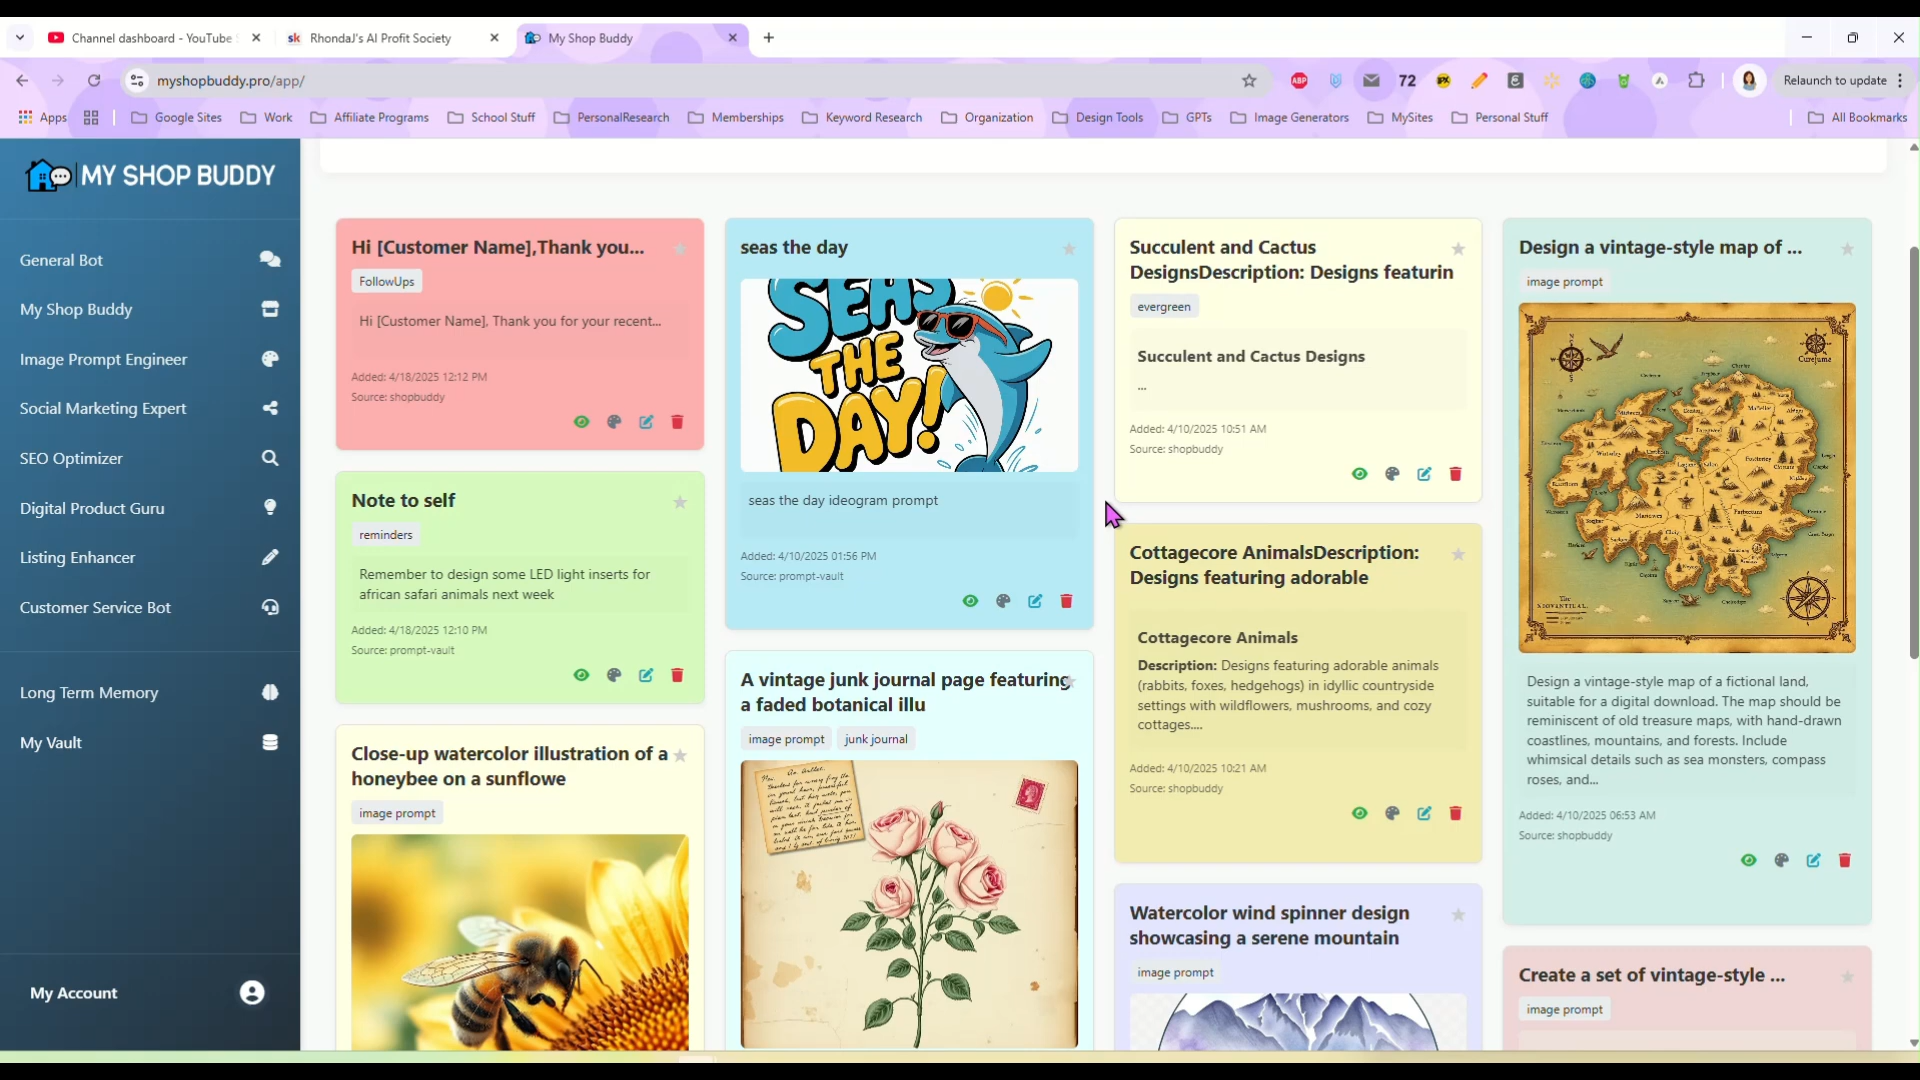 Channel dashboard - YouTube
RhondaJ's AI Profit Society
My Shop Buddy
myshopbuddy.pro/app/
ABP
72
Relaunch to update
Apps
Google Sites
Work
Affiliate Programs
School Stuff
PersonalResearch
Memberships
Keyword Research
Organization
Design Tools
GPTs
Image Generators
MySites
Personal Stuff
All Bookmarks
MY SHOP BUDDY
General Bot
My Shop Buddy
Image Prompt Engineer
Social Marketing Expert
SEO Optimizer
Digital Product Guru
Listing Enhancer
Customer Service Bot
Long Term Memory
My Vault
My Account
Hi [Customer Name],Thank you...
FollowUps
Hi [Customer Name], Thank you for your recent...
Added: 4/18/2025 12:12 PM
Source: shopbuddy
Note to self
reminders
Remember to design some LED light inserts for
african safari animals next week
Added: 4/18/2025 12:10 PM
Source: prompt-vault
Close-up watercolor illustration of a
honeybee on a sunflowe
image prompt
seas the day
SEAS
THE
DAY!
seas the day ideogram prompt
Added: 4/10/2025 01:56 PM
Source: prompt-vault
A vintage junk journal page featuring
a faded botanical illu
image prompt
junk journal
Succulent and Cactus
DesignsDescription: Designs featurin
evergreen
Succulent and Cactus Designs
...
Added: 4/10/2025 10:51 AM
Source: shopbuddy
Cottagecore AnimalsDescription:
Designs featuring adorable
Cottagecore Animals
Description: Designs featuring adorable animals
(rabbits, foxes, hedgehogs) in idyllic countryside
settings with wildflowers, mushrooms, and cozy
cottages....
Added: 4/10/2025 10:21 AM
Source: shopbuddy
Watercolor wind spinner design
showcasing a serene mountain
image prompt
Design a vintage-style map of ...
image prompt
Design a vintage-style map of a fictional land,
suitable for a digital download. The map should be
reminiscent of old treasure maps, with hand-drawn
coastlines, mountains, and forests. Include
whimsical details such as sea monsters, compass
roses, and...
Added: 4/10/2025 06:53 AM
Source: shopbuddy
Create a set of vintage-style ...
image prompt